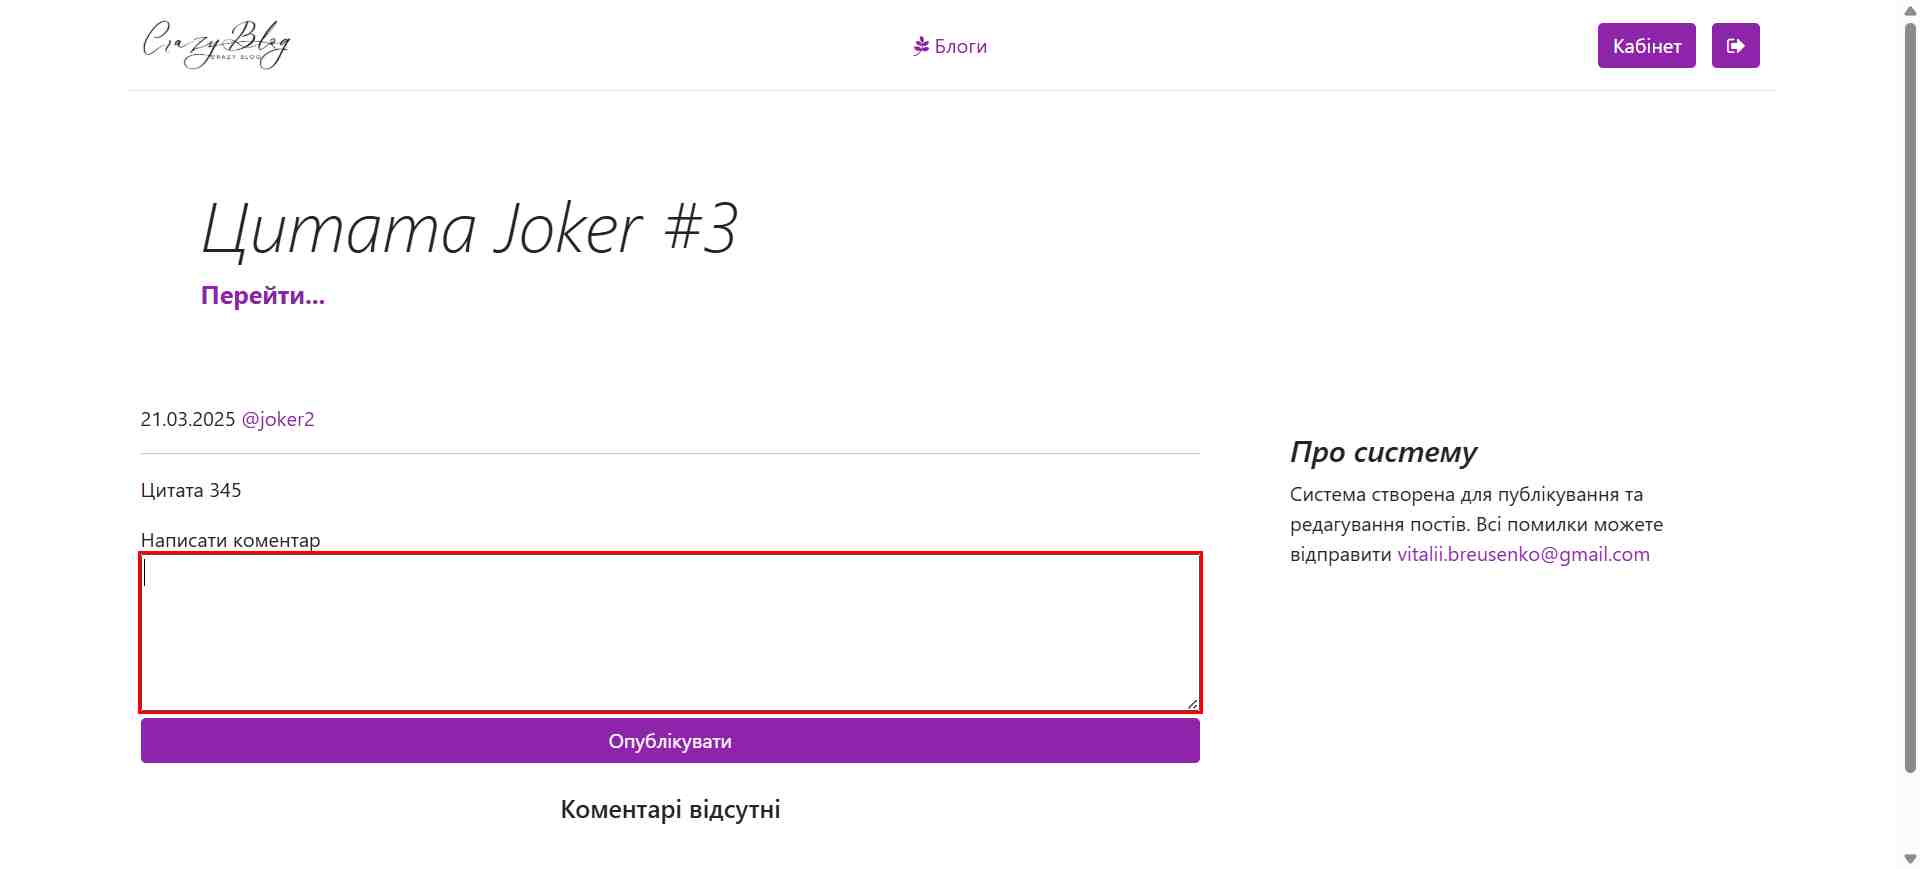 CrazyBlog
CRAZY BLOG
Блоги
Кабінет
Цитата Joker #3
Перейти...
21.03.2025 @joker2
Цитата 345
Написати коментар
Опублікувати
Коментарі відсутні
Про систему
Система створена для публікування та
редагування постів. Всі помилки можете
відправити vitalii.breusenko@gmail.com